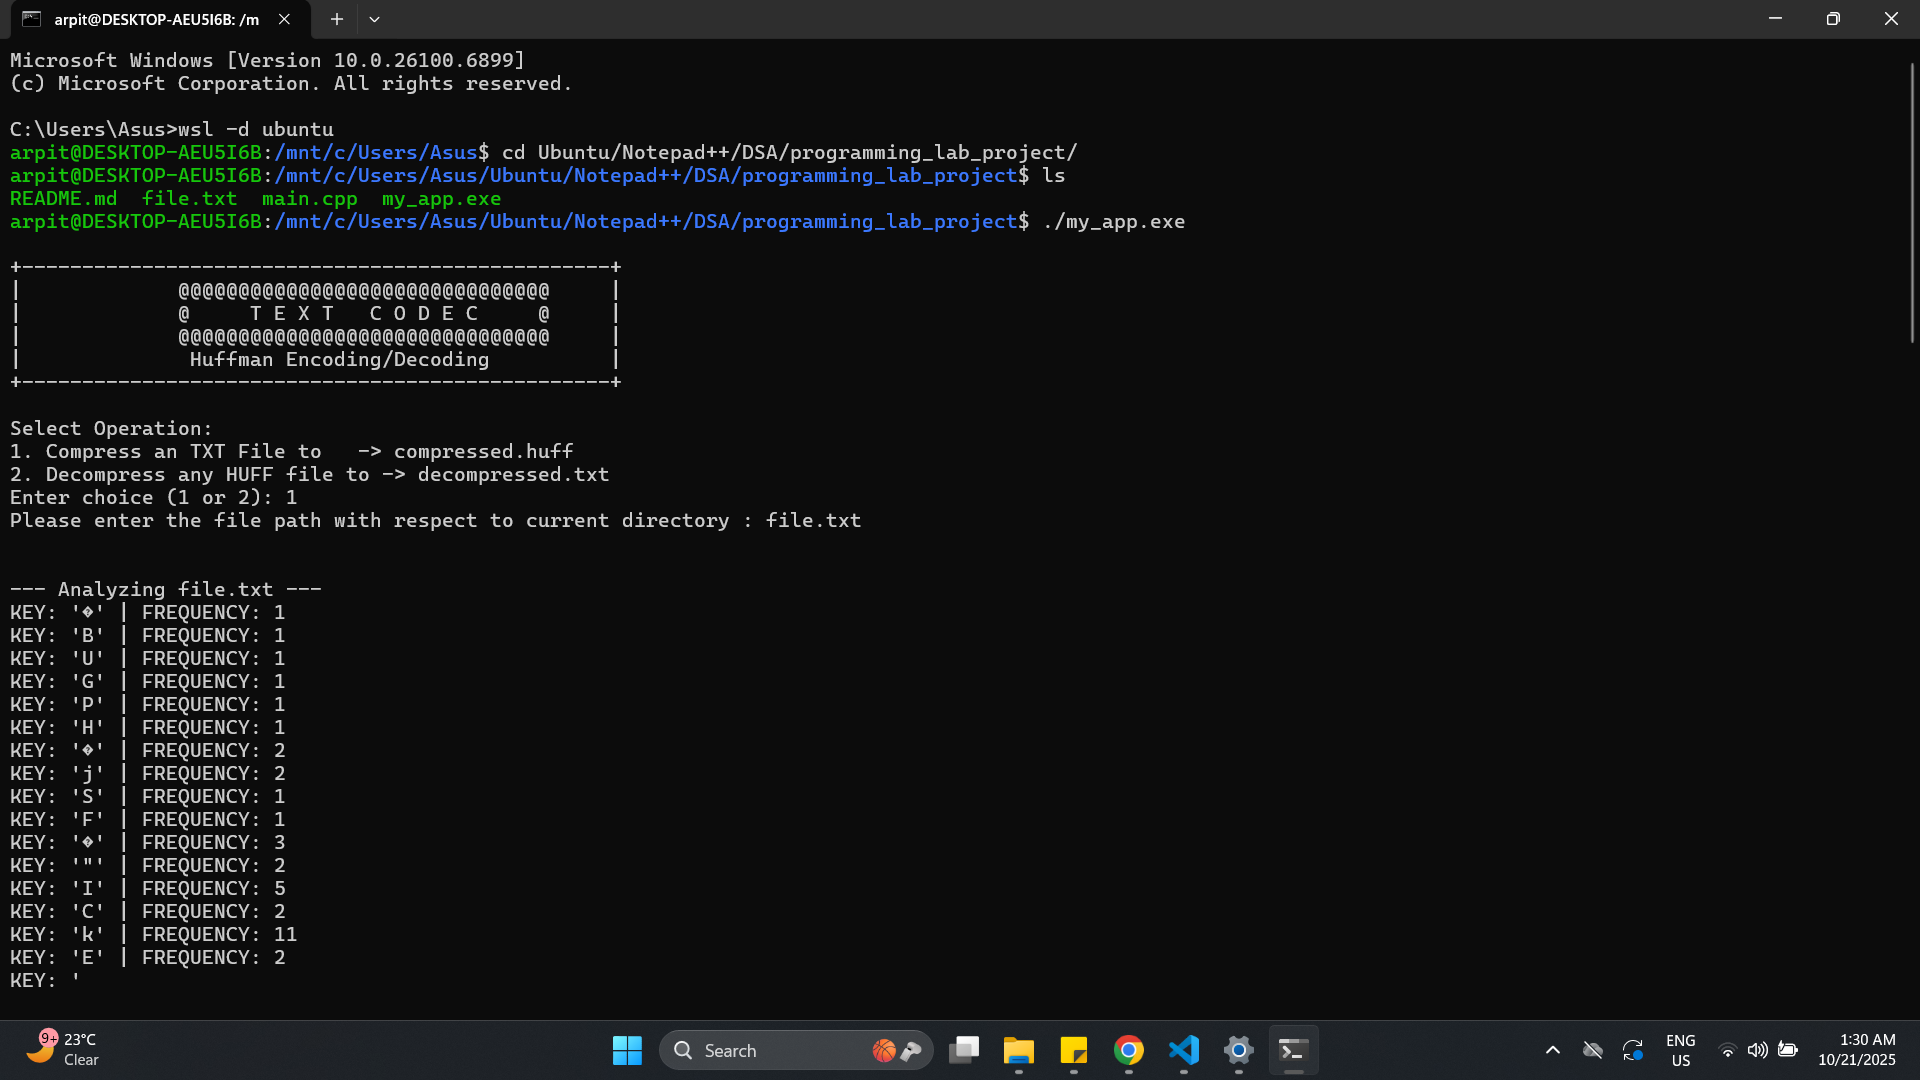 arpit@DESKTOP-AEU5I6B: /m
Microsoft Windows [Version 10.0.26100.6899]
(c) Microsoft Corporation. All rights reserved.
C:\Users\Asus>wsl -d ubuntu
arpit@DESKTOP-AEU5I6B:/mnt/c/Users/Asus$ cd Ubuntu/Notepad++/DSA/programming_lab_project/
arpit@DESKTOP-AEU5I6B:/mnt/c/Users/Asus/Ubuntu/Notepad++/DSA/programming_lab_project$ ls
README.md  file.txt  main.cpp  my_app.exe
arpit@DESKTOP-AEU5I6B:/mnt/c/Users/Asus/Ubuntu/Notepad++/DSA/programming_lab_project$ ./my_app.exe
+-------------------------------------------------+
|             @@@@@@@@@@@@@@@@@@@@@@@@@@@@@@@     |
|             @     T E X T   C O D E C     @     |
|             @@@@@@@@@@@@@@@@@@@@@@@@@@@@@@@     |
|              Huffman Encoding/Decoding          |
+-------------------------------------------------+
Select Operation:
1. Compress an TXT File to   -> compressed.huff
2. Decompress any HUFF file to -> decompressed.txt
Enter choice (1 or 2): 1
Please enter the file path with respect to current directory : file.txt
--- Analyzing file.txt ---
KEY: '�' | FREQUENCY: 1
KEY: 'B' | FREQUENCY: 1
KEY: 'U' | FREQUENCY: 1
KEY: 'G' | FREQUENCY: 1
KEY: 'P' | FREQUENCY: 1
KEY: 'H' | FREQUENCY: 1
KEY: '�' | FREQUENCY: 2
KEY: 'j' | FREQUENCY: 2
KEY: 'S' | FREQUENCY: 1
KEY: 'F' | FREQUENCY: 1
KEY: '�' | FREQUENCY: 3
KEY: '"' | FREQUENCY: 2
KEY: 'I' | FREQUENCY: 5
KEY: 'C' | FREQUENCY: 2
KEY: 'k' | FREQUENCY: 11
KEY: 'E' | FREQUENCY: 2
KEY: '
9+
23°C
Clear
Search
ENG
US
1:30 AM
10/21/2025